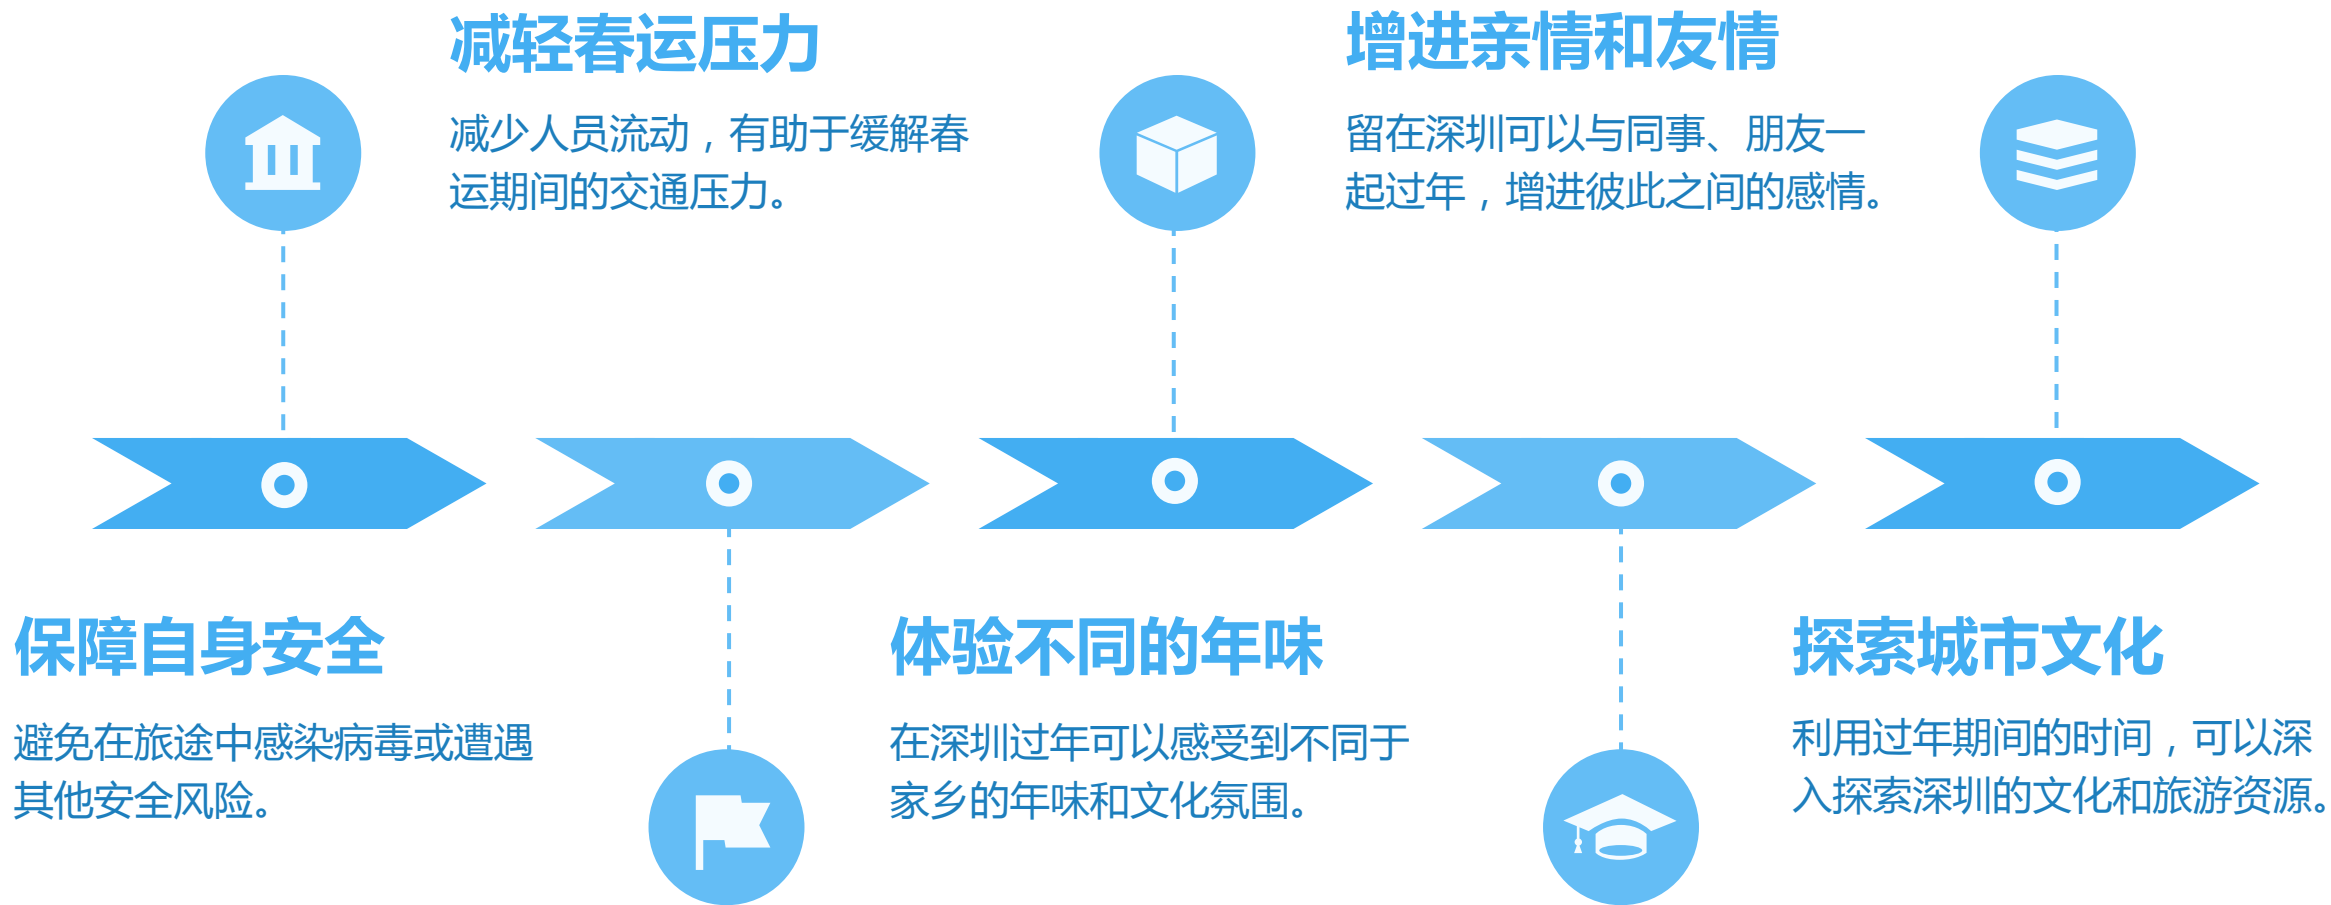 减轻春运压力
减少人员流动，有助于缓解春
运期间的交通压力。
增进亲情和友情
留在深圳可以与同事、朋友一
起过年，增进彼此之间的感情。
保障自身安全
避免在旅途中感染病毒或遭遇
其他安全风险。
体验不同的年味
在深圳过年可以感受到不同于
家乡的年味和文化氛围。
探索城市文化
利用过年期间的时间，可以深
入探索深圳的文化和旅游资源。